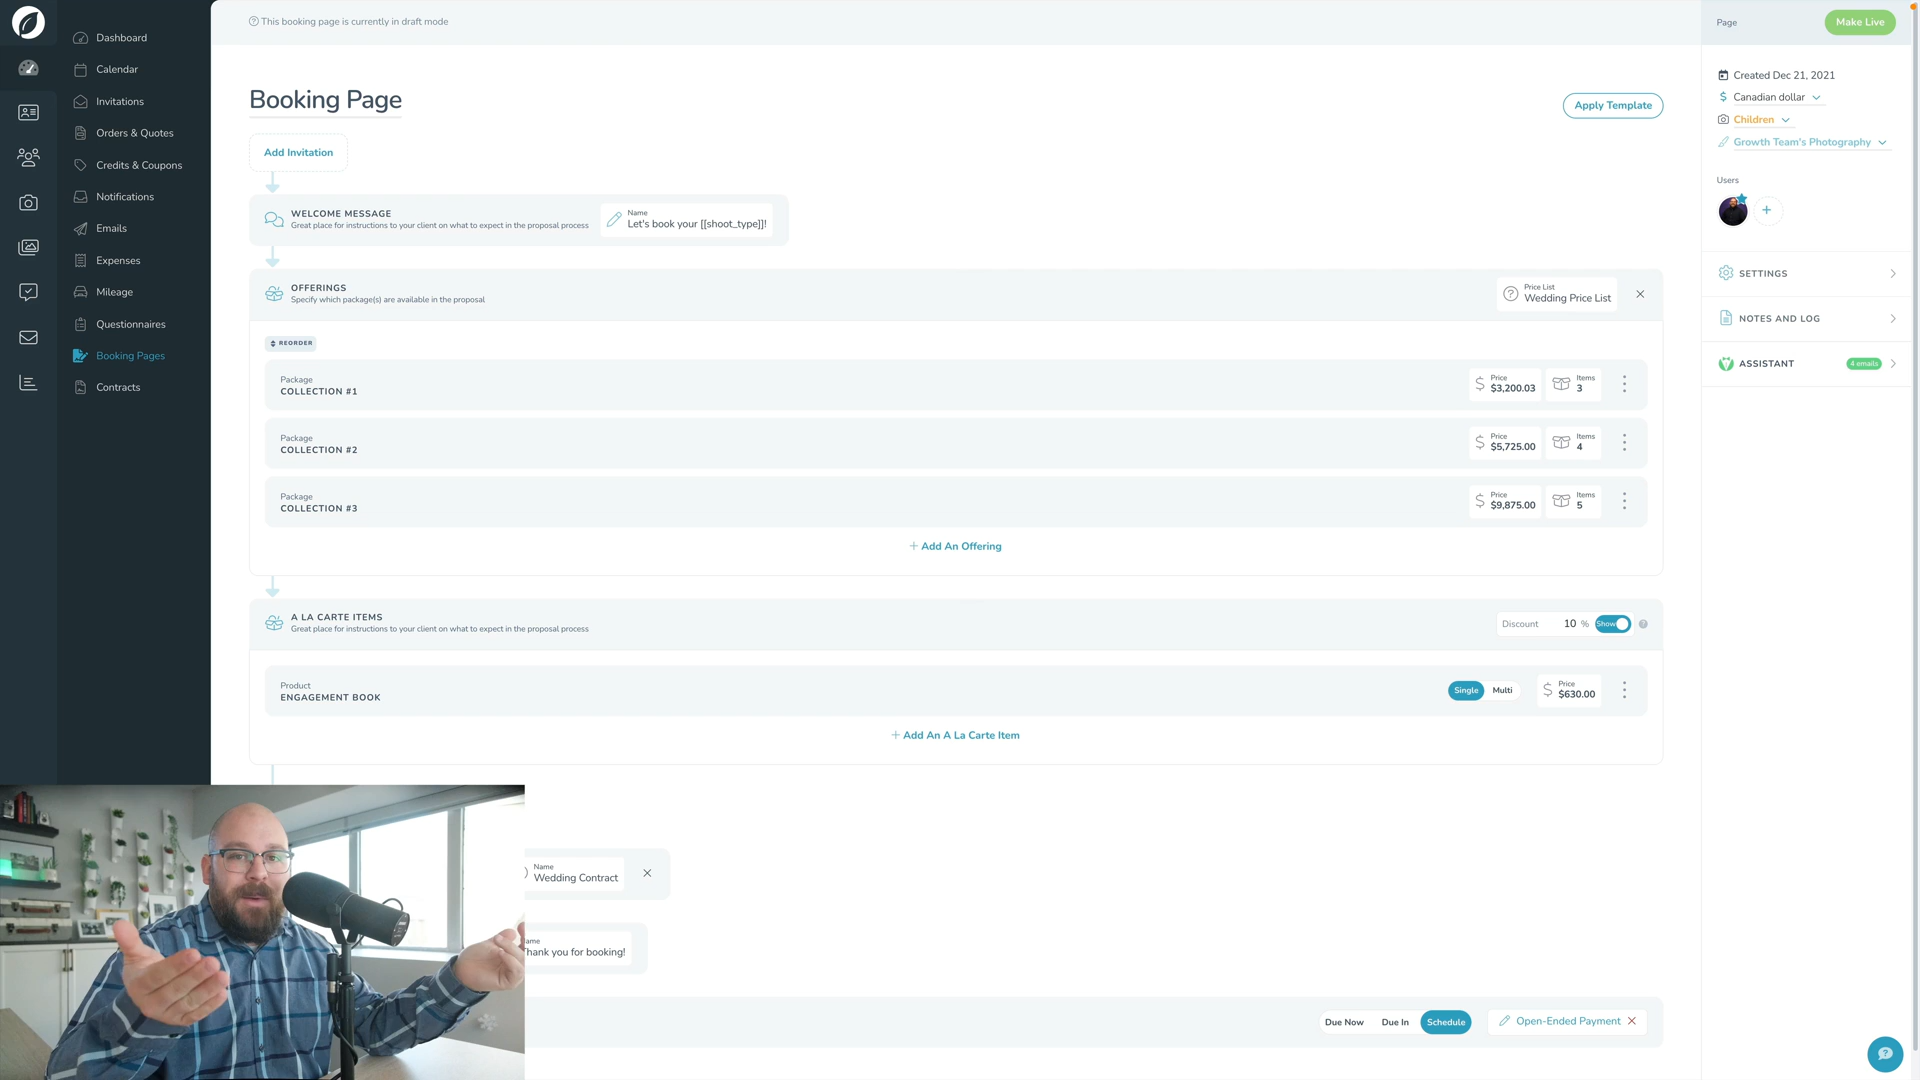 This booking page is currently in draft mode
Page
Make Live
Dashboard
Calendar
Invitations
Orders & Quotes
Credits & Coupons
Notifications
Emails
Expenses
Mileage
Questionnaires
Booking Pages
Contracts
Booking Page
Apply Template
Add Invitation
WELCOME MESSAGE
Great place for instructions to your client on what to expect in the proposal process
Name
Let's book your [[shoot_type]]!
OFFERINGS
Specify which package(s) are available in the proposal
Price List
Wedding Price List
REORDER
Package
COLLECTION #1
Price
$3,200.03
Items
3
Package
COLLECTION #2
Price
$5,725.00
Items
4
Package
COLLECTION #3
Price
$9,875.00
Items
5
+ Add An Offering
A LA CARTE ITEMS
Great place for instructions to your client on what to expect in the proposal process
Discount 10 % Show
Product
ENGAGEMENT BOOK
Single Multi
Price
$630.00
+ Add An A La Carte Item
Name
Wedding Contract
ame
hank you for booking!
Due Now Due In Schedule
Open-Ended Payment
Created Dec 21, 2021
Canadian dollar
Children
Growth Team's Photography
Users
SETTINGS
NOTES AND LOG
ASSISTANT
4 emails